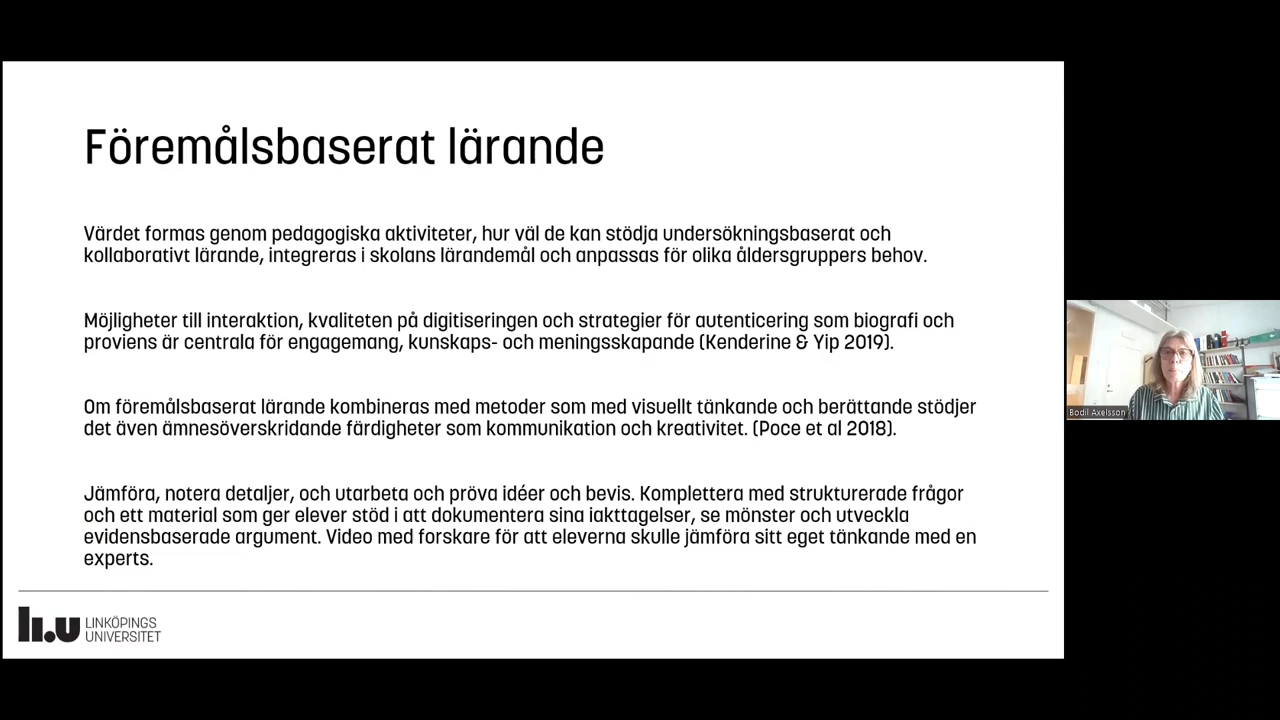 Föremålsbaserat lärande
Värdet formas genom pedagogiska aktiviteter, hur väl de kan stödja undersökningsbaserat och
kollaborativt lärande, integreras i skolans lärandemål och anpassas för olika åldersgruppers behov.
Möjligheter till interaktion, kvaliteten på digitiseringen och strategier för autenticering som biografi och
proviens är centrala för engagemang, kunskaps- och meningsskapande (Kenderine & Yip 2019).
Om föremålsbaserat lärande kombineras med metoder som med visuellt tänkande och berättande stödjer
det även ämnesöverskridande färdigheter som kommunikation och kreativitet. (Poce et al 2018).
Jämföra, notera detaljer, och utarbeta och pröva idéer och bevis. Komplettera med strukturerade frågor
och ett material som ger elever stöd i att dokumentera sina iakttagelser, se mönster och utveckla
evidensbaserade argument. Video med forskare för att eleverna skulle jämföra sitt eget tänkande med en
experts.
li.u LINKÖPINGS
UNIVERSITET
Bodil Axelsson